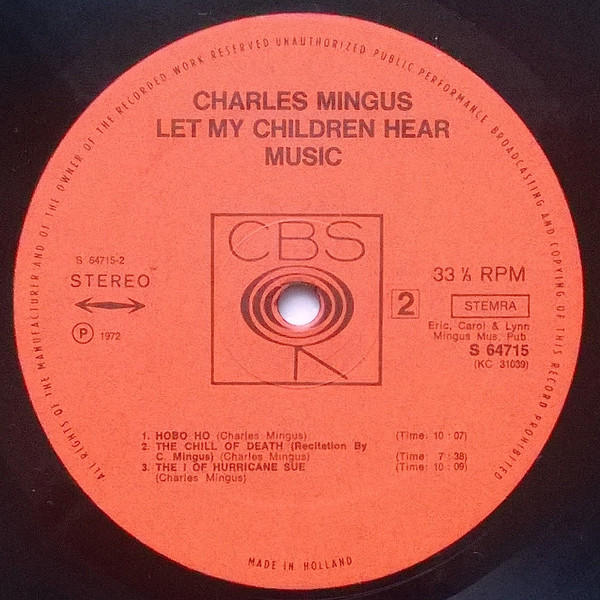 ALL RIGHTS OF THE MANUFACTURER AND OF THE OWNER OF THE RECORDED WORK RESERVED UNAUTHORIZED PUBLIC PERFORMANCE BROADCASTING AND COPYING OF THIS RECORD PROHIBITED
CHARLES MINGUS
LET MY CHILDREN HEAR
MUSIC
CBS
S 64715-2
STEREO
P 1972
2
33 ⅓ RPM
STEMRA
Eric, Carol & Lynn
Mingus Mus. Pub.
S 64715
(KC 31039)
1. HOBO HO (Charles Mingus) (Time: 10 : 07)
2. THE CHILL OF DEATH (Recitation By
C. Mingus) (Charles Mingus) (Time: 7 : 38)
3. THE I OF HURRICANE SUE (Time: 10 : 09)
(Charles Mingus)
MADE IN HOLLAND